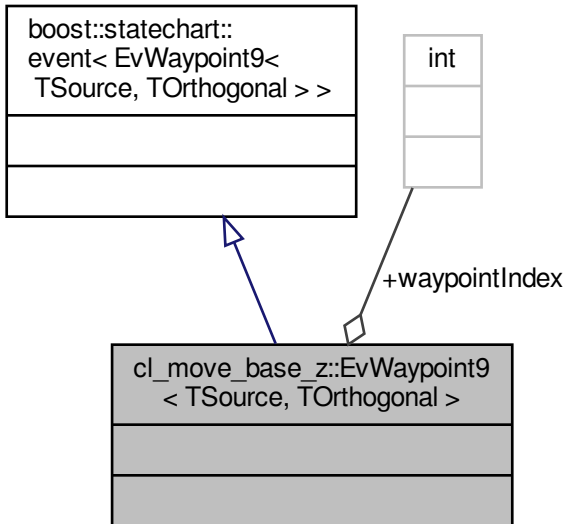 boost::statechart::
event< EvWaypoint9<
TSource, TOrthogonal > >
int
+waypointIndex
cl_move_base_z::EvWaypoint9
< TSource, TOrthogonal >